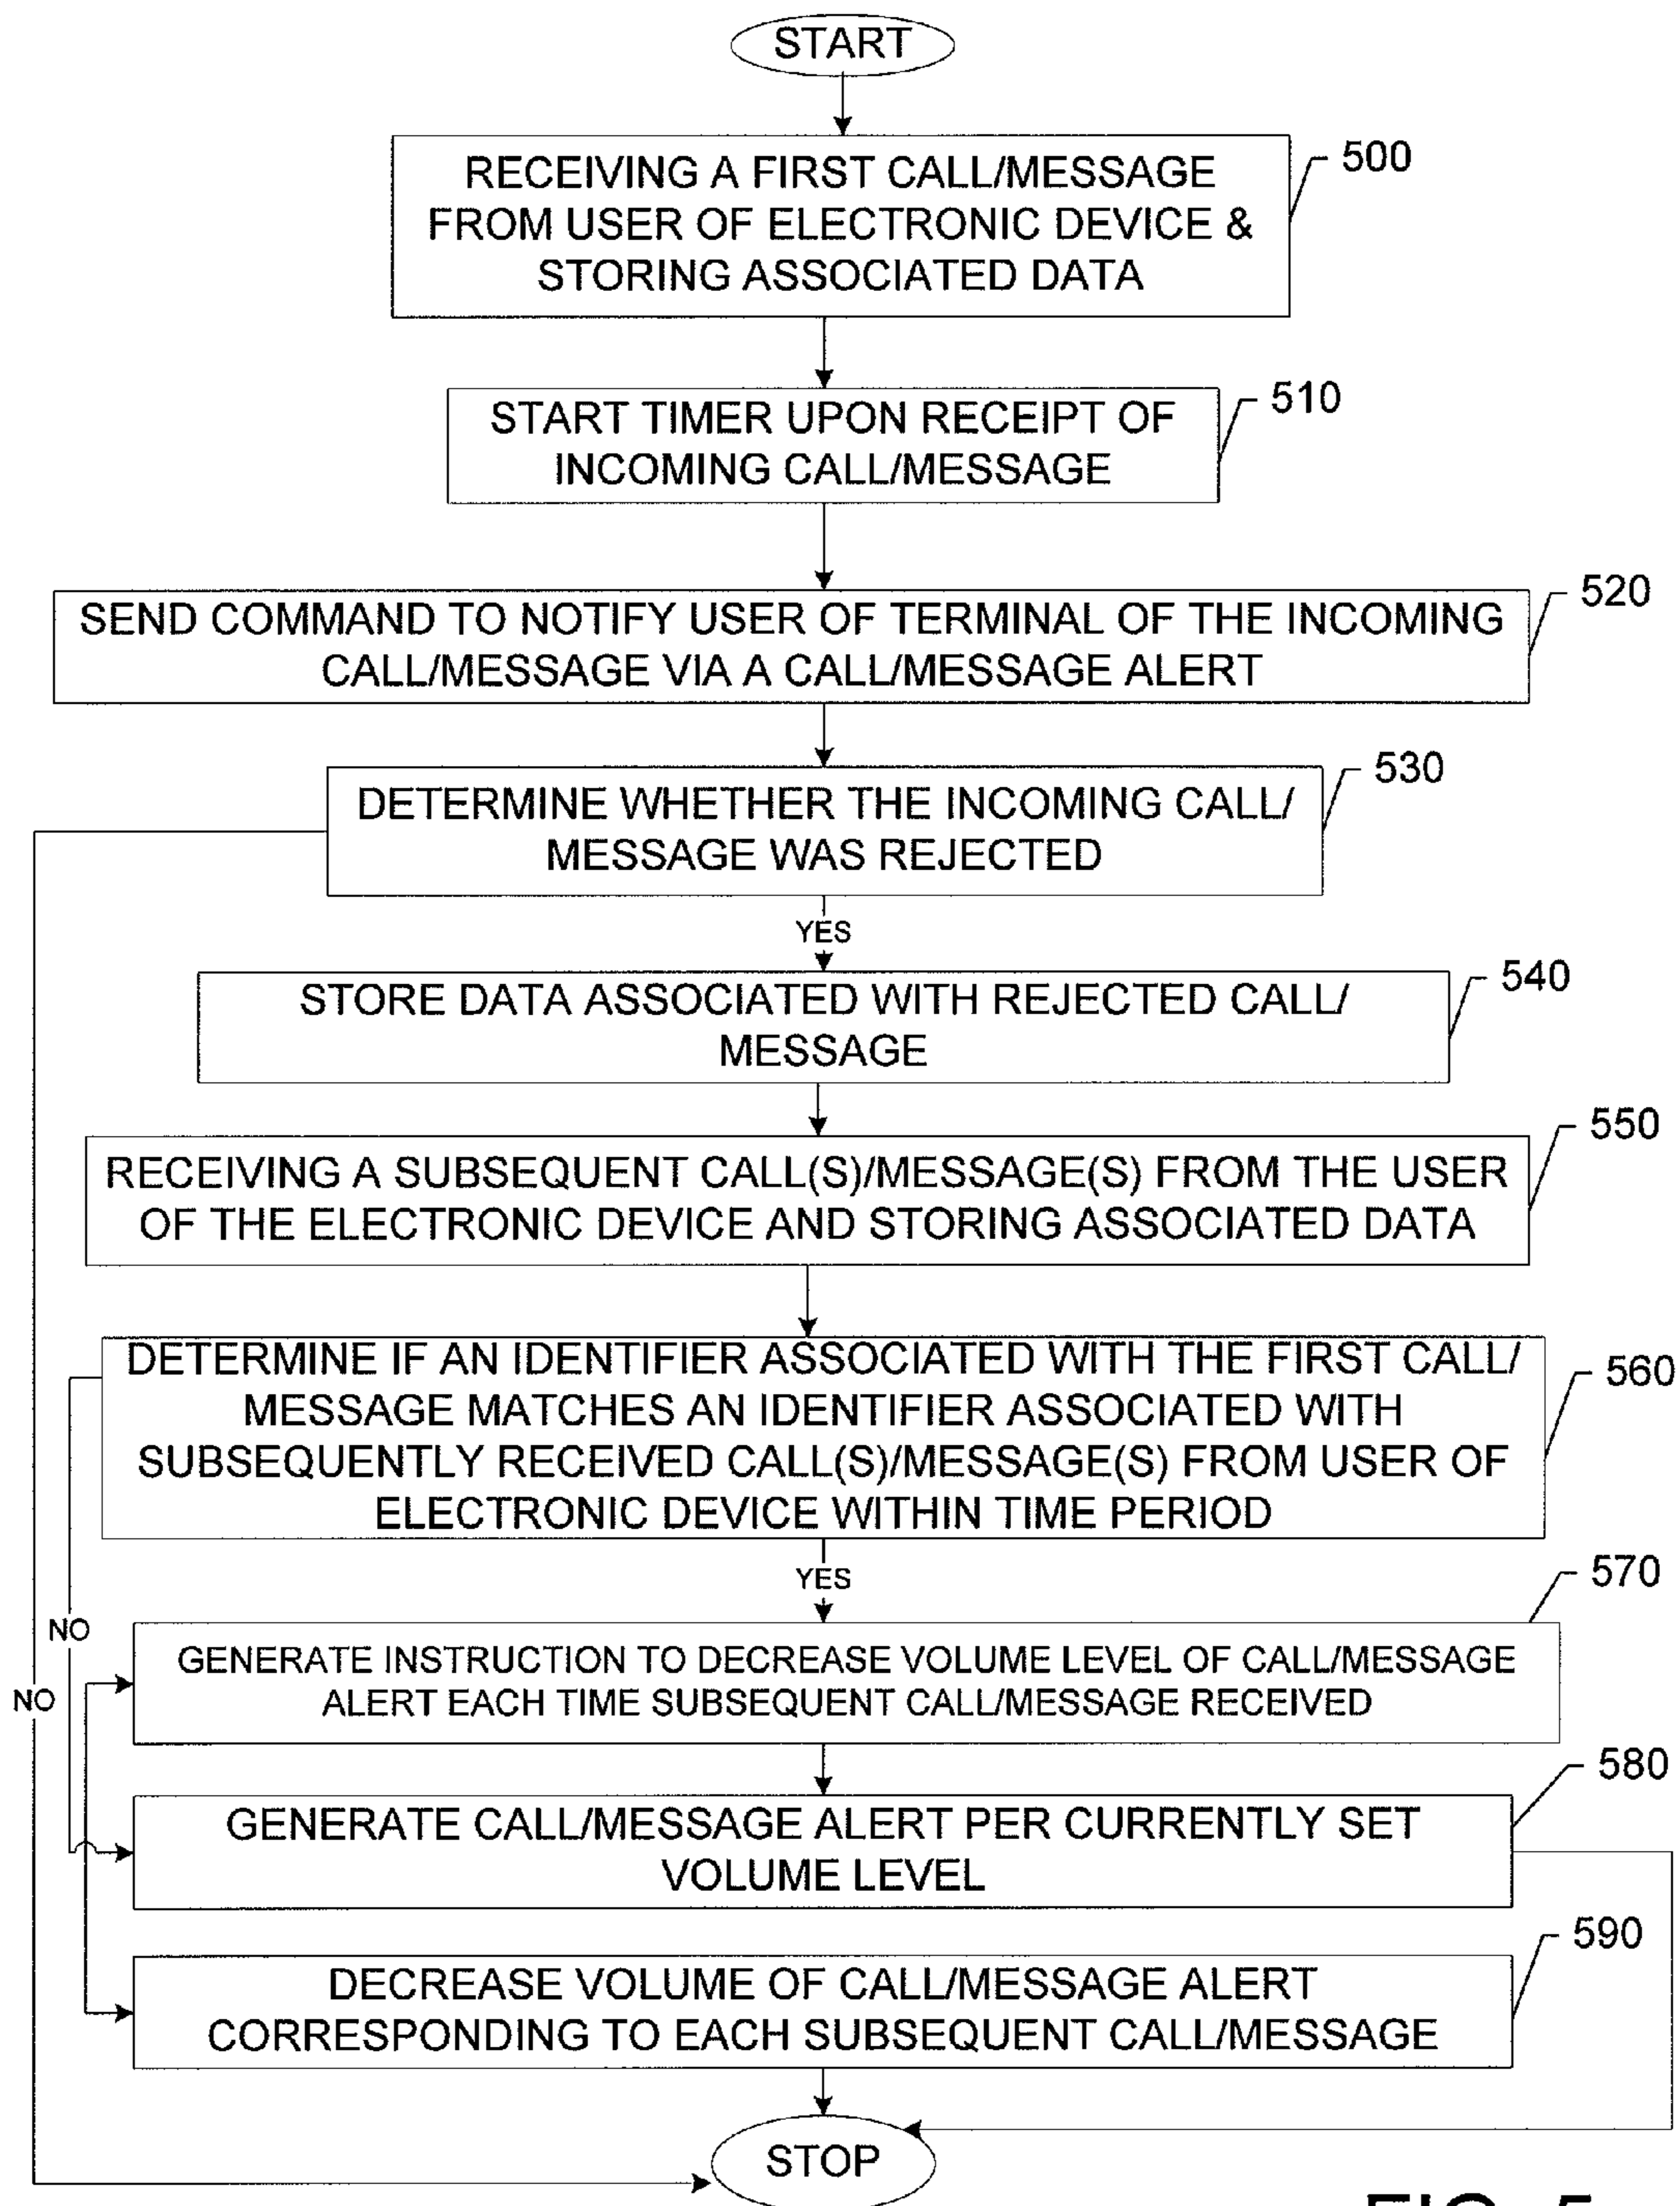 START
RECEIVING A FIRST CALL/MESSAGE
FROM USER OF ELECTRONIC DEVICE &
STORING ASSOCIATED DATA
500
START TIMER UPON RECEIPT OF
INCOMING CALL/MESSAGE
510
SEND COMMAND TO NOTIFY USER OF TERMINAL OF THE INCOMING
CALL/MESSAGE VIA A CALL/MESSAGE ALERT
520
DETERMINE WHETHER THE INCOMING CALL/
MESSAGE WAS REJECTED
530
YES
STORE DATA ASSOCIATED WITH REJECTED CALL/
MESSAGE
540
RECEIVING A SUBSEQUENT CALL(S)/MESSAGE(S) FROM THE USER
OF THE ELECTRONIC DEVICE AND STORING ASSOCIATED DATA
550
DETERMINE IF AN IDENTIFIER ASSOCIATED WITH THE FIRST CALL/
MESSAGE MATCHES AN IDENTIFIER ASSOCIATED WITH
SUBSEQUENTLY RECEIVED CALL(S)/MESSAGE(S) FROM USER OF
ELECTRONIC DEVICE WITHIN TIME PERIOD
560
YES
NO
NO
GENERATE INSTRUCTION TO DECREASE VOLUME LEVEL OF CALL/MESSAGE
ALERT EACH TIME SUBSEQUENT CALL/MESSAGE RECEIVED
570
GENERATE CALL/MESSAGE ALERT PER CURRENTLY SET
VOLUME LEVEL
580
DECREASE VOLUME OF CALL/MESSAGE ALERT
CORRESPONDING TO EACH SUBSEQUENT CALL/MESSAGE
590
STOP
FIG. 5